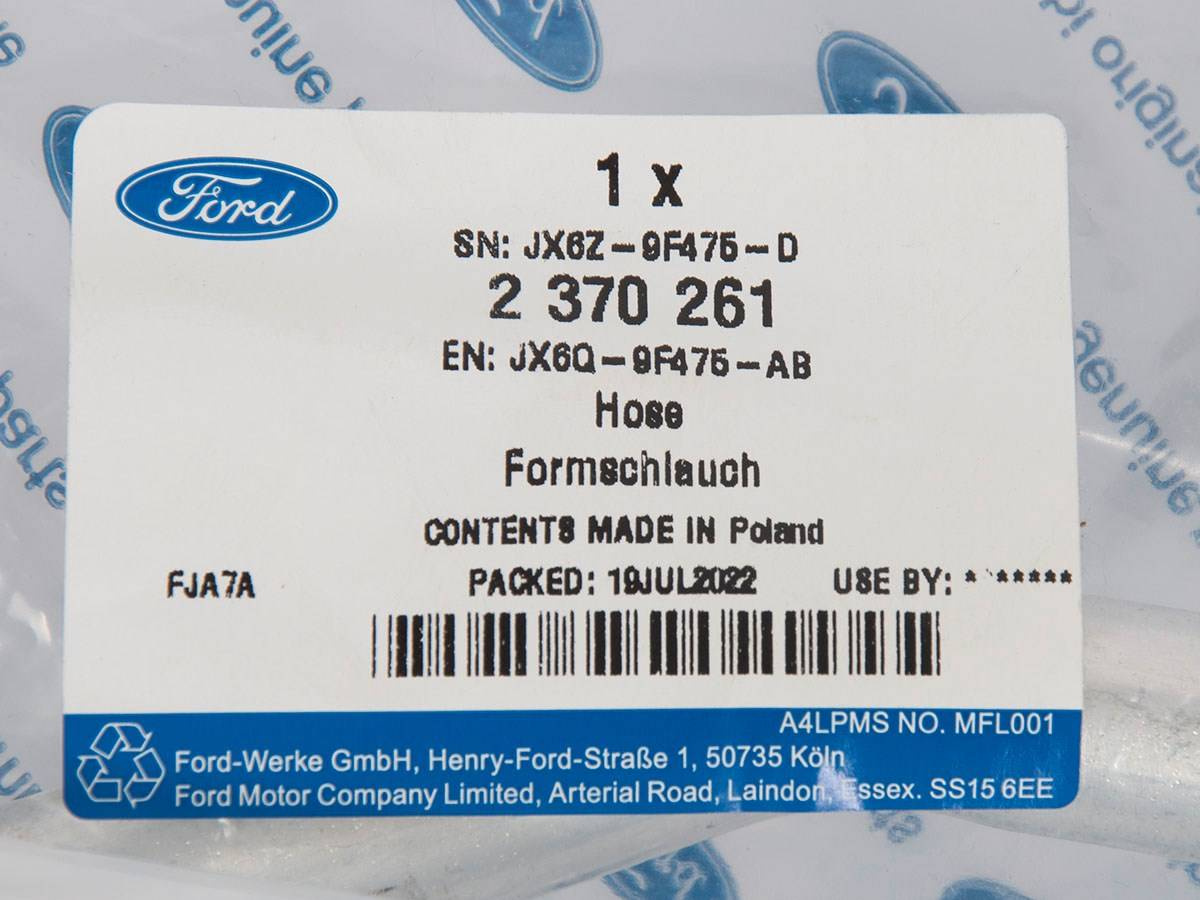 Ford
1 x
SN: JX6Z-9F475-D
2 370 261
EN: JX6Q-9F475-AB
Hose
Formschlauch
CONTENTS MADE IN Poland
FJA7A PACKED: 19JUL2022 USE BY: * *****
A4LPMS NO. MFL001
Ford-Werke GmbH, Henry-Ford-Straße 1, 50735 Köln
Ford Motor Company Limited, Arterial Road, Laindon, Essex. SS15 6EE